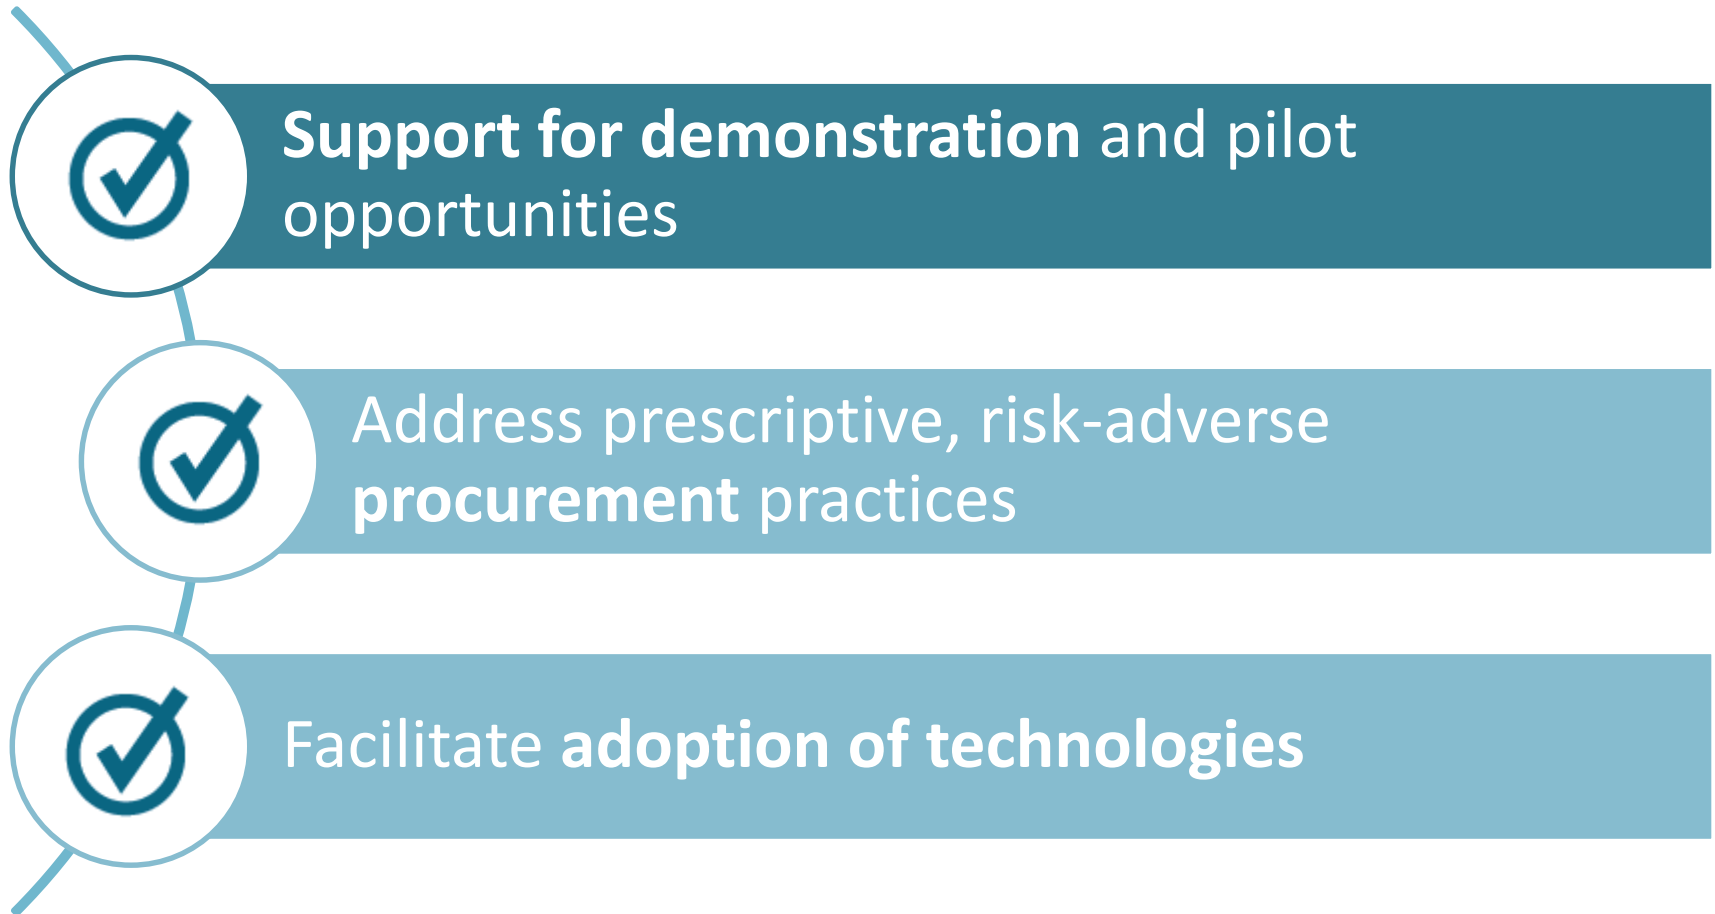 Support for demonstration and pilot
opportunities
Address prescriptive, risk-adverse
procurement practices
Facilitate adoption of technologies